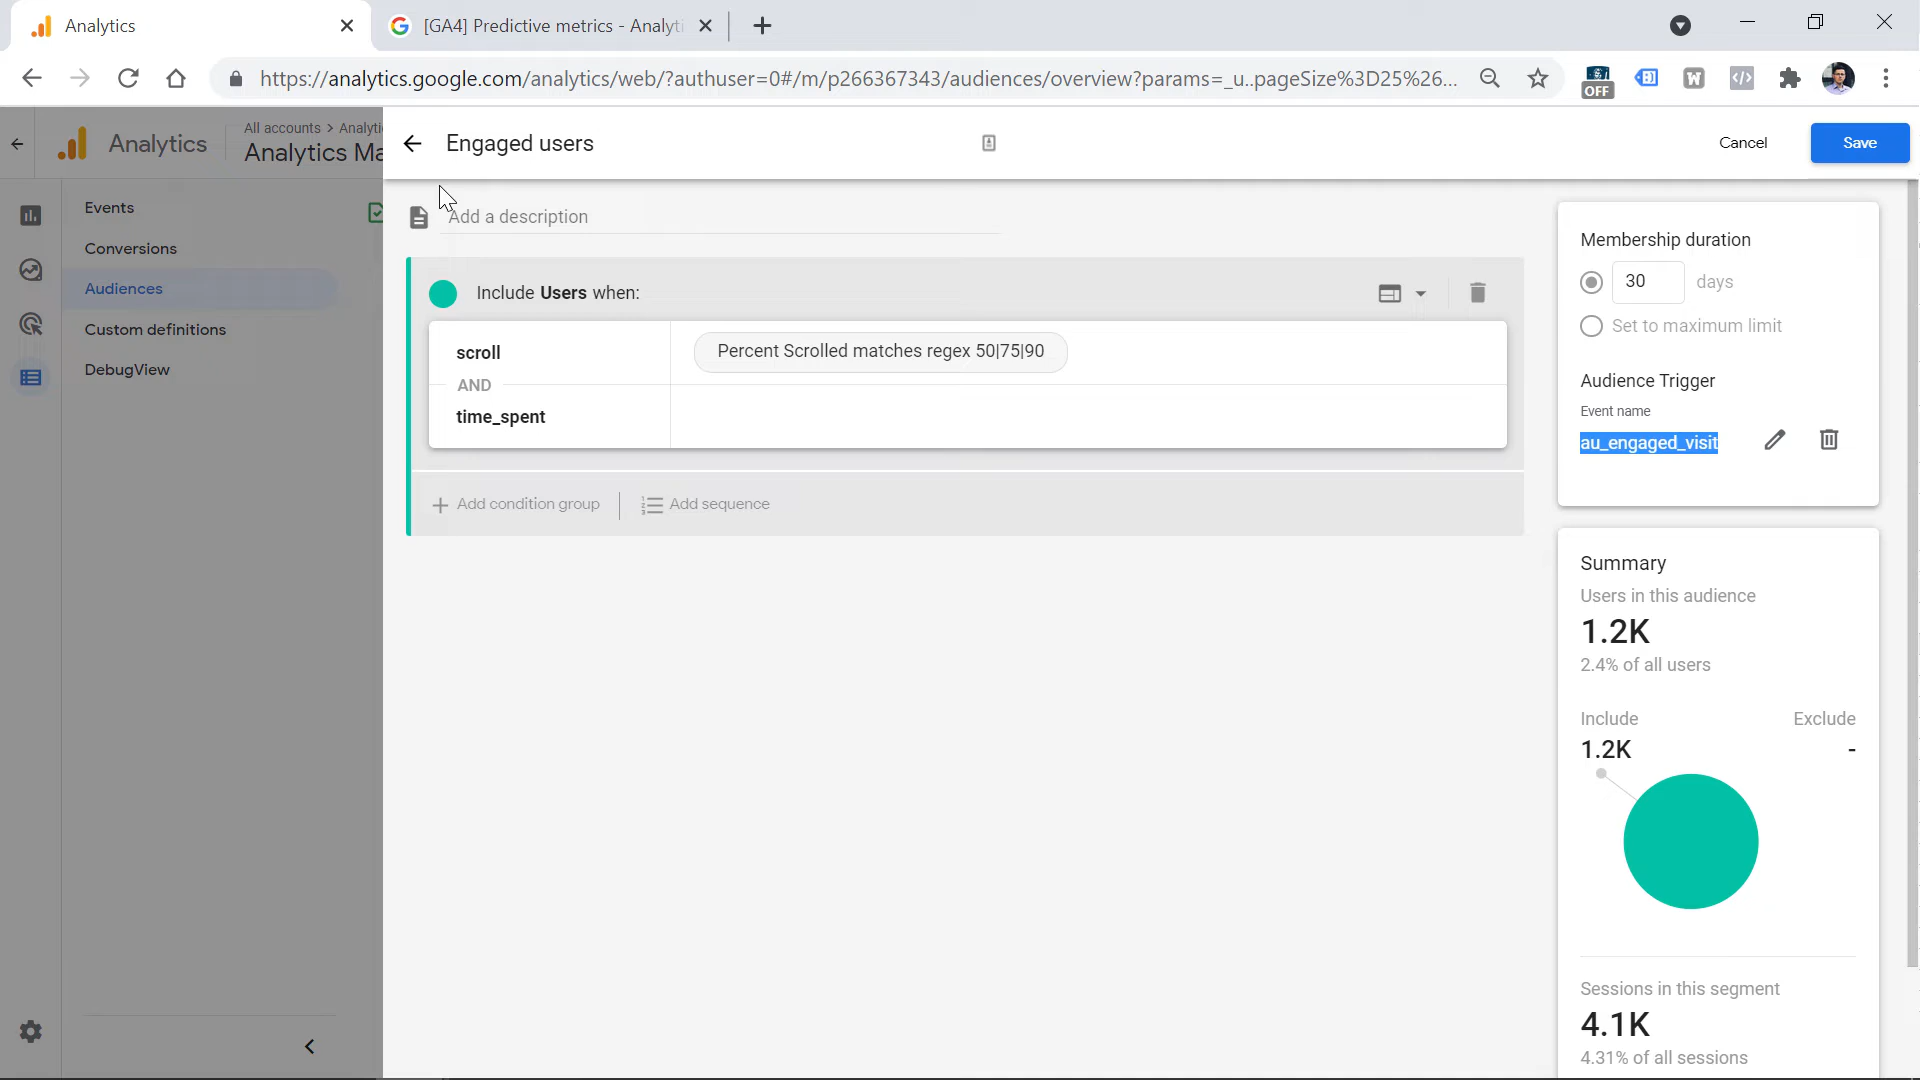 Analytics
[GA4] Predictive metrics - Analyti
https://analytics.google.com/analytics/web/?authuser=0#/m/p266367343/audiences/overview?params=_u..pageSize%3D25%26...
OFF
W
Analytics
All accounts > Analyti
Analytics Ma
Engaged users
Cancel
Save
Events
Conversions
Audiences
Custom definitions
DebugView
Add a description
Include Users when:
scroll
Percent Scrolled matches regex 50|75|90
AND
time_spent
+ Add condition group
Add sequence
Membership duration
30 days
Set to maximum limit
Audience Trigger
Event name
au_engaged_visit
Summary
Users in this audience
1.2K
2.4% of all users
Include Exclude
1.2K -
Sessions in this segment
4.1K
4.31% of all sessions